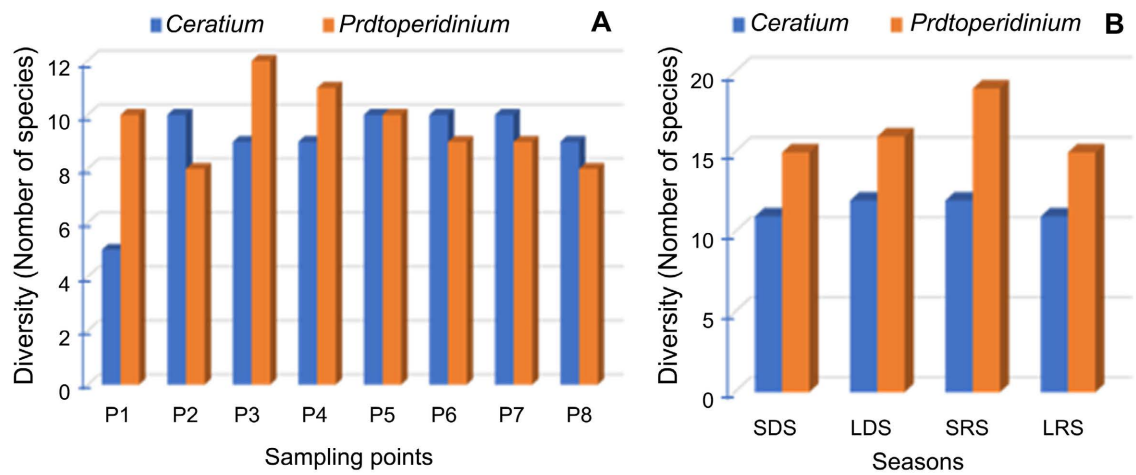 Ceratium Prdtoperidinium A
Diversity (Nomber of species)
12
10
8
6
4
2
0
P1 P2 P3 P4 P5 P6 P7 P8
Sampling points
Ceratium Prdtoperidinium B
Diversity (Nomber of species)
20
15
10
5
0
SDS LDS SRS LRS
Seasons